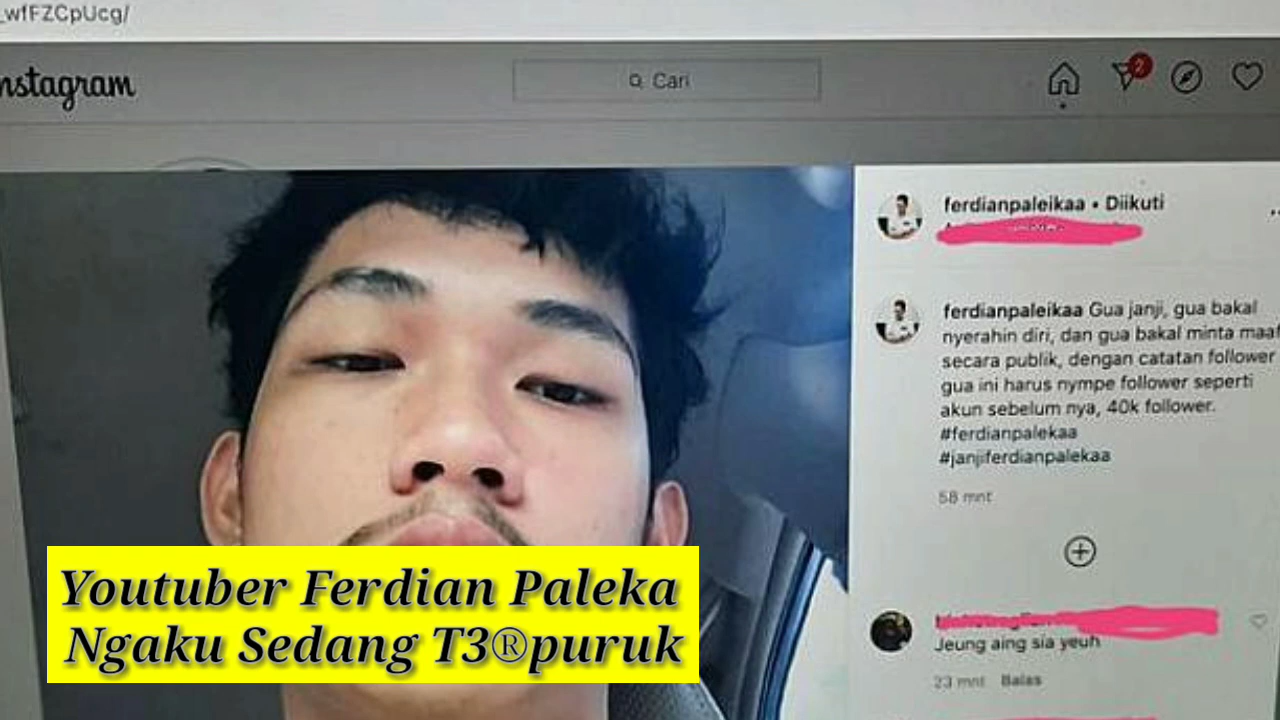 _wfFZCpUcg/
nstagram
Cari
2
ferdianpaleikaa • Diikuti
ferdianpaleikaa Gua janji, gua bakal
nyerahin diri, dan gua bakal minta maaf
secara publik, dengan catatan follower
gua ini harus nympe follower seperti
akun sebelum nya, 40k follower.
#ferdianpalekaa
#janjiferdianpalekaa
58 mnt
Jeung aing sia yeuh
23 mnt Balas
Youtuber Ferdian Paleka
Ngaku Sedang T3®puruk